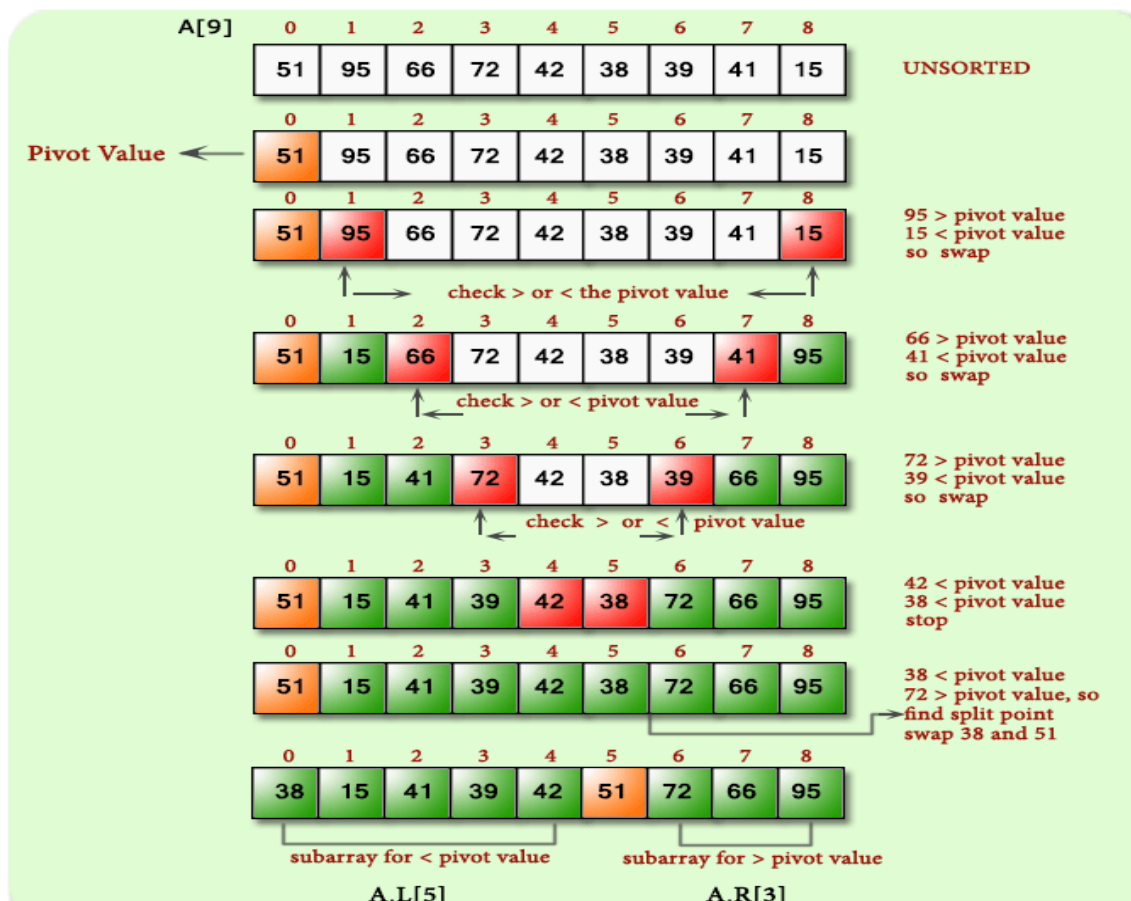 A[9] 0 1 2 3 4 5 6 7 8
51 95 66 72 42 38 39 41 15 UNSORTED
0 1 2 3 4 5 6 7 8
Pivot Value 51 95 66 72 42 38 39 41 15
0 1 2 3 4 5 6 7 8
51 95 66 72 42 38 39 41 15
95 > pivot value
15 < pivot value
so swap
check > or < the pivot value
0 1 2 3 4 5 6 7 8
51 15 66 72 42 38 39 41 95
66 > pivot value
41 < pivot value
so swap
check > or < pivot value
0 1 2 3 4 5 6 7 8
51 15 41 72 42 38 39 66 95
72 > pivot value
39 < pivot value
so swap
check > or < pivot value
0 1 2 3 4 5 6 7 8
51 15 41 39 42 38 72 66 95
42 < pivot value
38 < pivot value
stop
0 1 2 3 4 5 6 7 8
51 15 41 39 42 38 72 66 95
38 < pivot value
72 > pivot value, so
find split point
swap 38 and 51
0 1 2 3 4 5 6 7 8
38 15 41 39 42 51 72 66 95
subarray for < pivot value subarray for > pivot value
A.L[5] A.R[3]